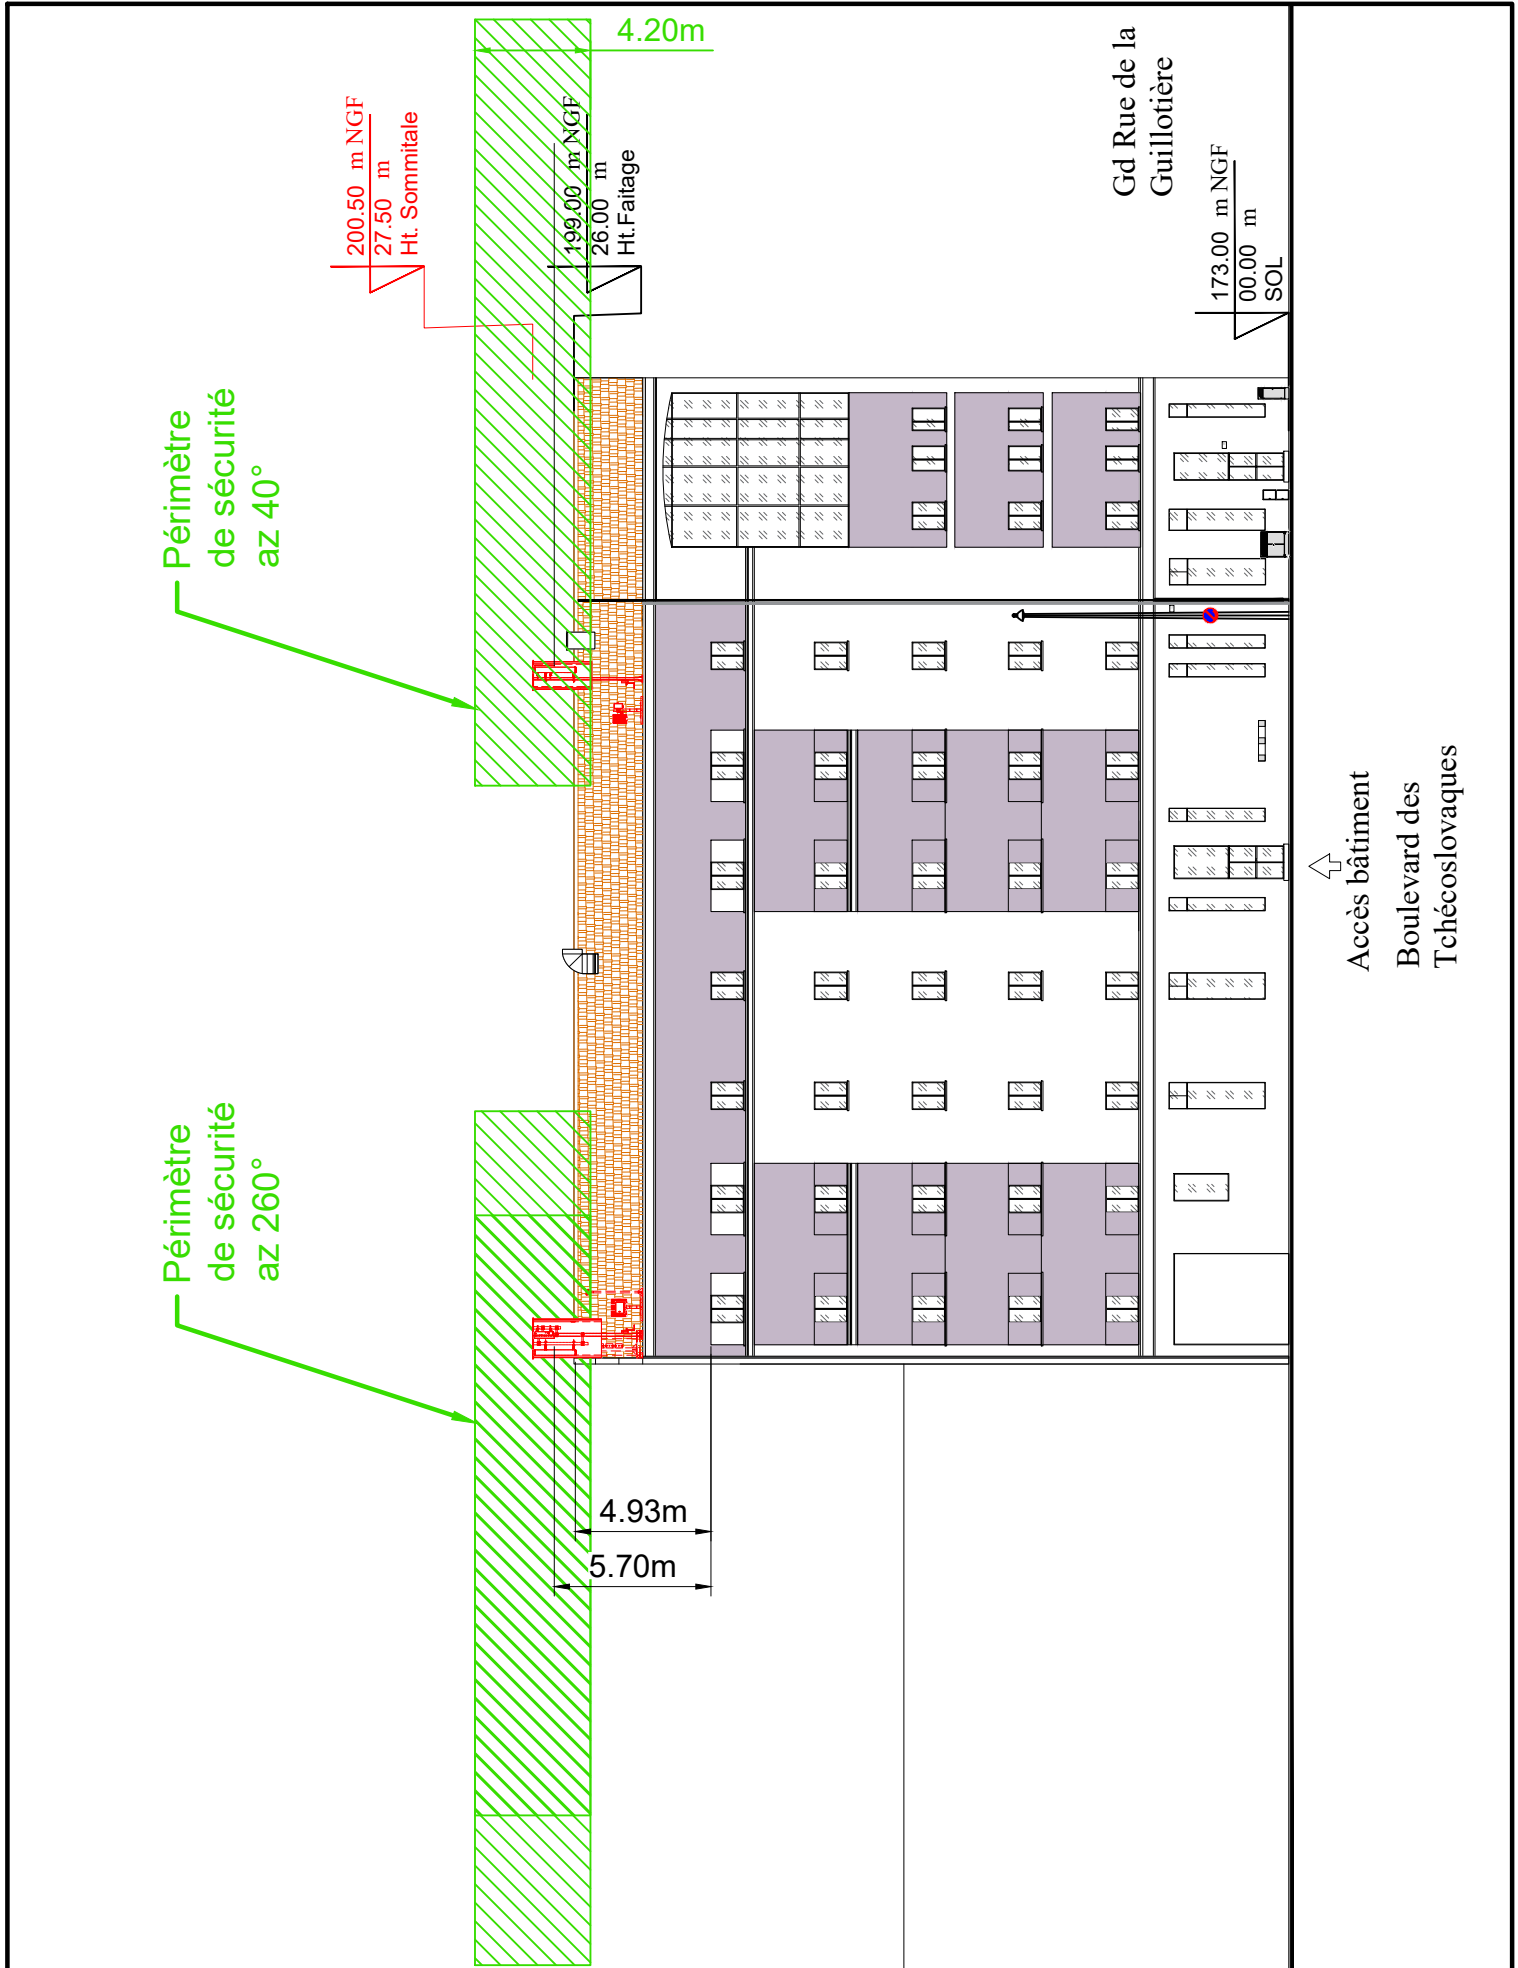 4.20m
Gd Rue de la
Guillotière
200.50 m NGF
27.50 m
Ht. Sommitale
199.00 m NGF
26.00 m
Ht.Faitage
173.00 m NGF
00.00 m
SOL
Périmètre
de sécurité
az 40°
Accès bâtiment
Boulevard des
Tchécoslovaques
Périmètre
de sécurité
az 260°
4.93m
5.70m